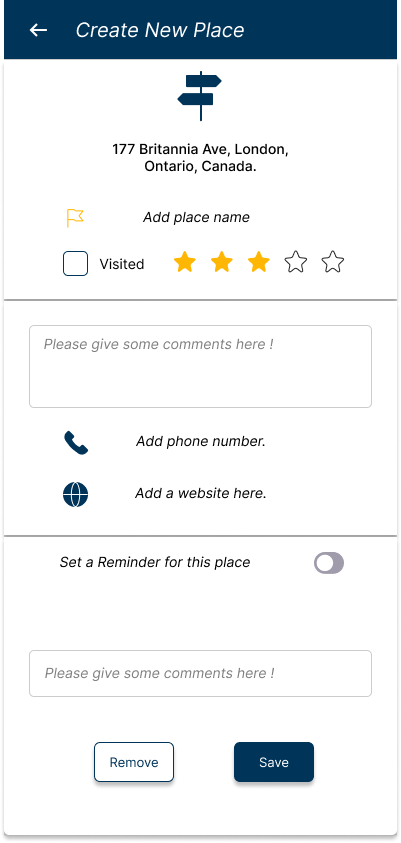 Create New Place
177 Britannia Ave, London,
Ontario, Canada.
Add place name
Visited
Please give some comments here !
Add phone number.
Add a website here.
Set a Reminder for this place
Please give some comments here !
Remove Save